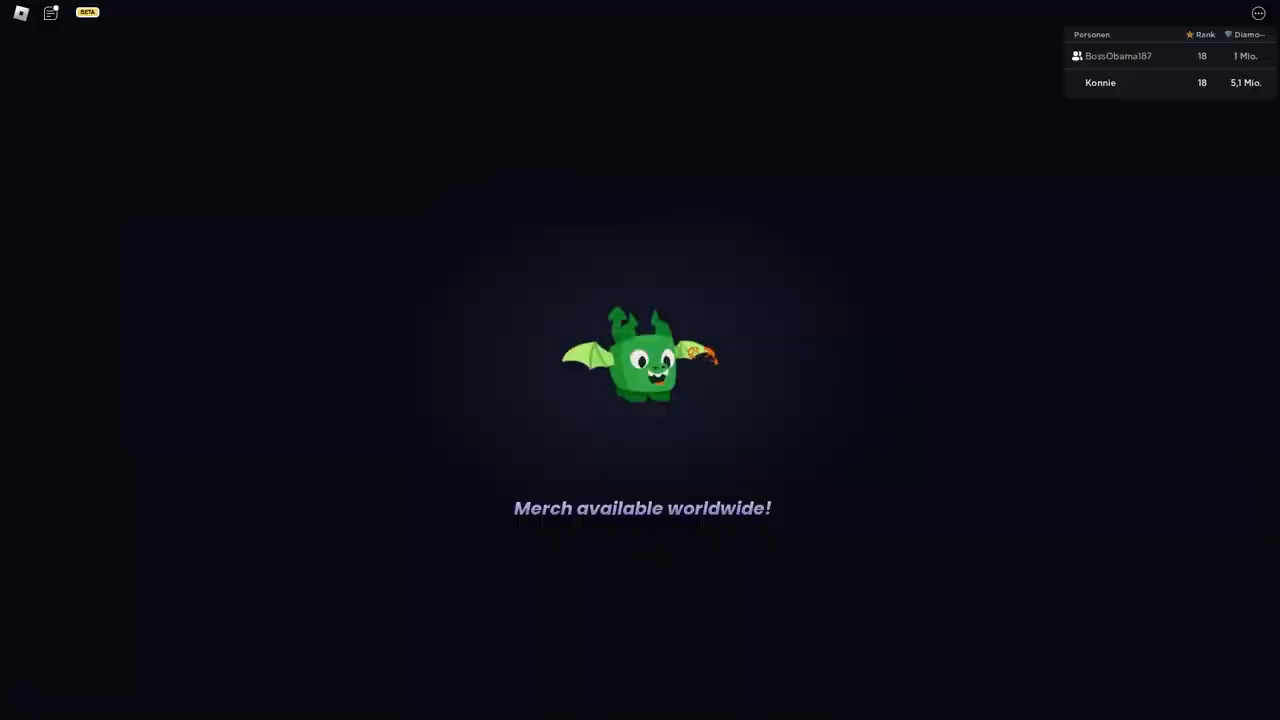 BETA
Personen Rank Diamo...
BossObama187 18 1 Mio.
Konnie 18 5,1 Mio.
Merch available worldwide!